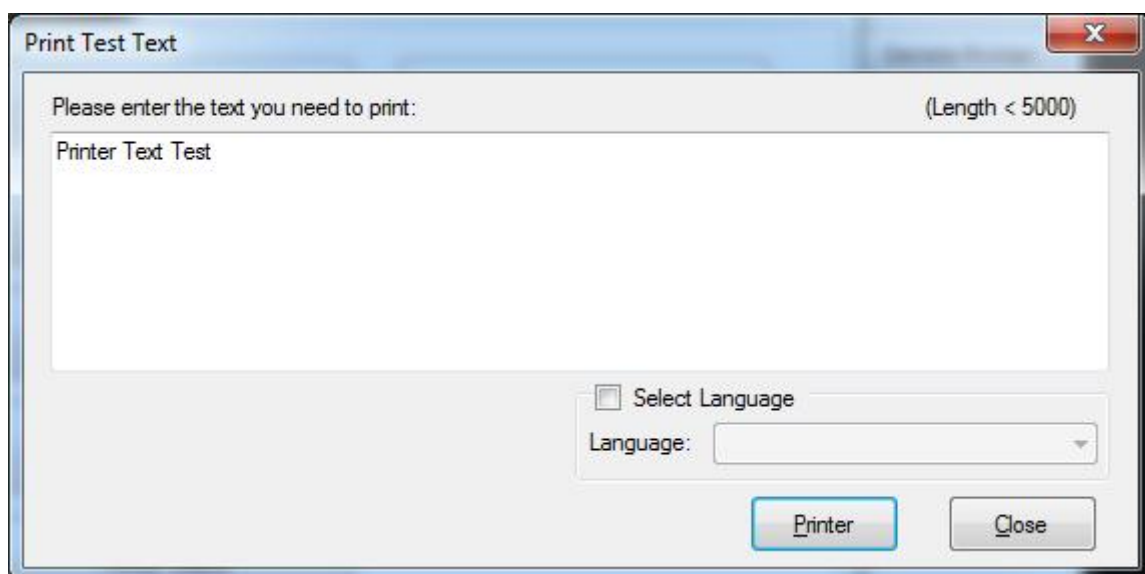 Print Test Text
X
Please enter the text you need to print: (Length < 5000)
Printer Text Test
Select Language
Language:
Printer Close